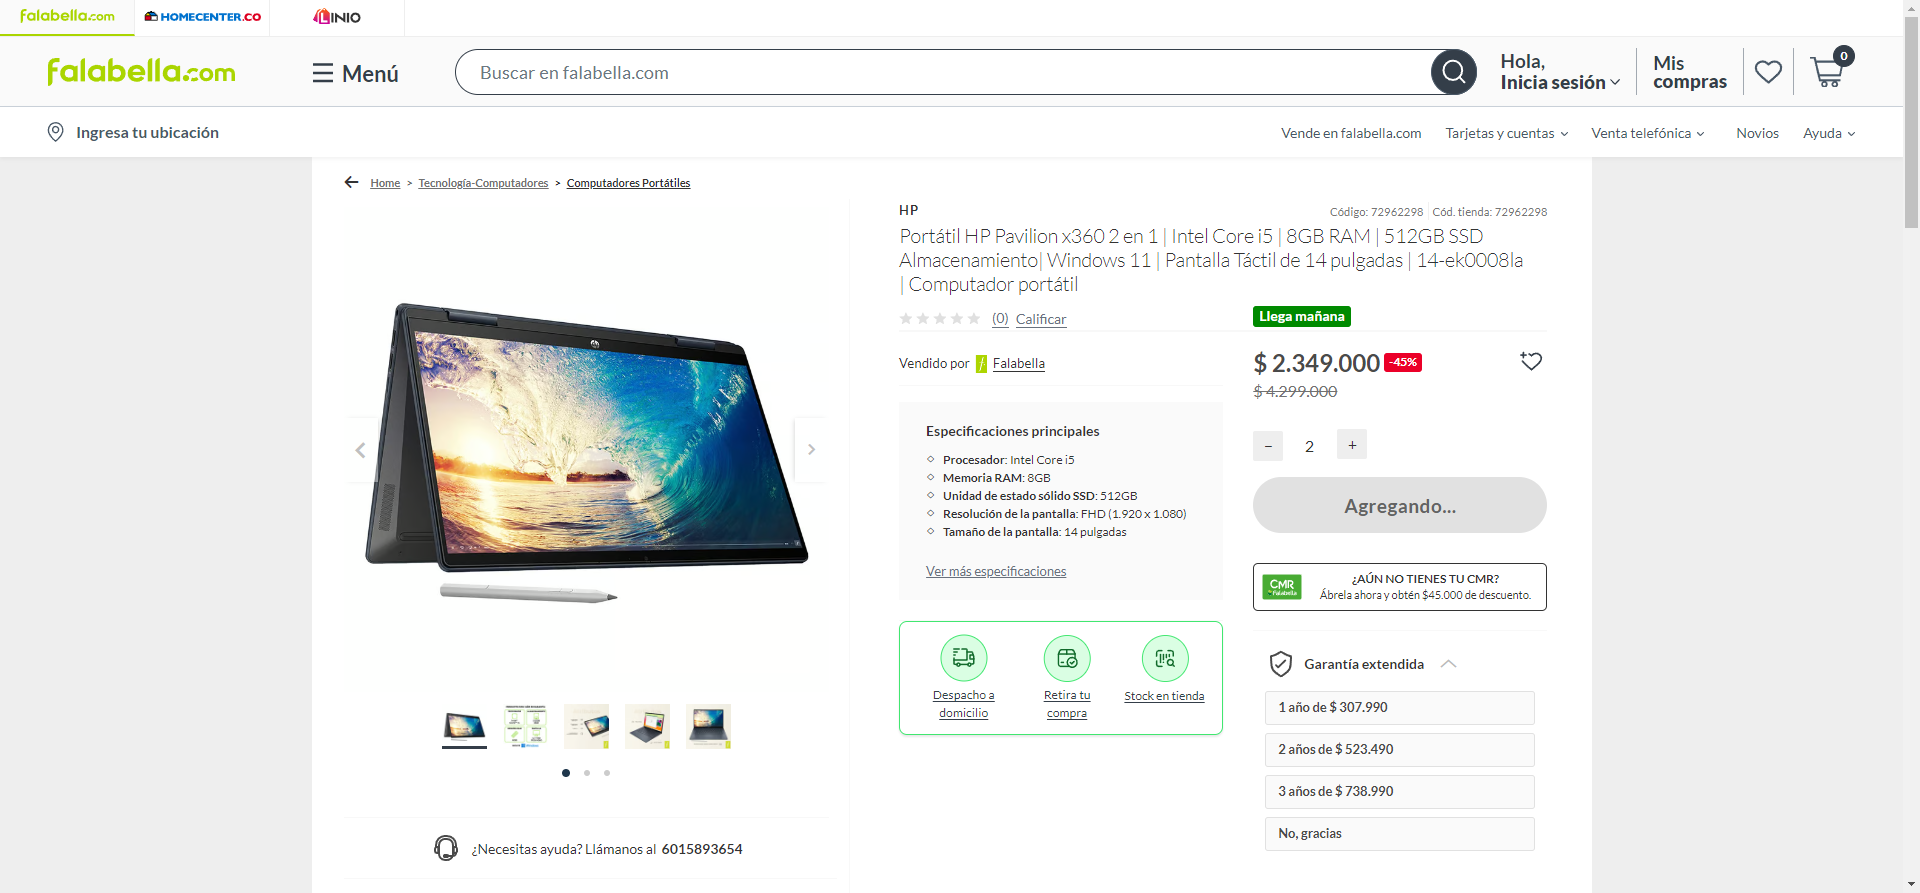 falabella.com
HOMECENTER.CO
LINIO
falabella.com
Menú
Buscar en falabella.com
Hola,
Inicia sesión
Mis
compras
0
Ingresa tu ubicación
Vende en falabella.com
Tarjetas y cuentas
Venta telefónica
Novios
Ayuda
Home > Tecnología-Computadores > Computadores Portátiles
HP
Código: 72962298
Cód. tienda: 72962298
Portátil HP Pavilion x360 2 en 1 | Intel Core i5 | 8GB RAM | 512GB SSD
Almacenamiento| Windows 11 | Pantalla Táctil de 14 pulgadas | 14-ek0008la
| Computador portátil
(0) Calificar
Llega mañana
Vendido por Falabella
$ 2.349.000 -45%
$ 4.299.000
Especificaciones principales
Procesador: Intel Core i5
Memoria RAM: 8GB
Unidad de estado sólido SSD: 512GB
Resolución de la pantalla: FHD (1.920 x 1.080)
Tamaño de la pantalla: 14 pulgadas
Ver más especificaciones
− 2 +
Agregando...
CMR
Falabella
¿AÚN NO TIENES TU CMR?
Ábrela ahora y obtén $45.000 de descuento.
Despacho a
domicilio
Retira tu
compra
Stock en tienda
Garantía extendida
1 año de $ 307.990
2 años de $ 523.490
3 años de $ 738.990
No, gracias
¿Necesitas ayuda? Llámanos al 6015893654